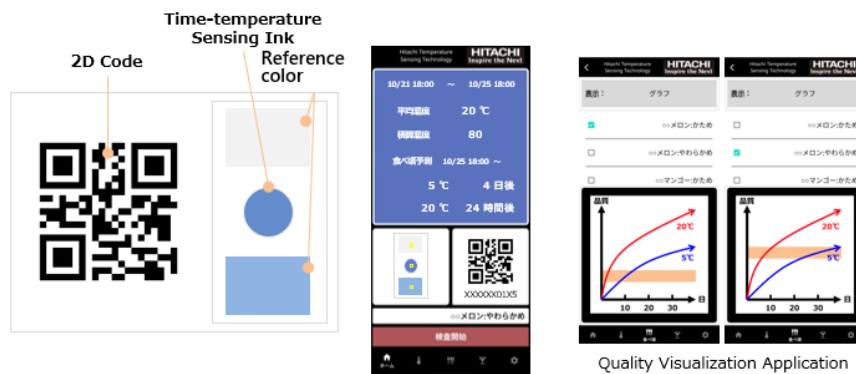 Time-temperature
Sensing Ink
2D Code
Reference
color
Hitachi Temperature
Sensing Technology
HITACHI
Inspire the Next
10/21 18:00 ～ 10/25 18:00
平均温度 20 ℃
積算温度 80
食べ頃予測 10/25 18:00 ～
5 ℃ 4 日後
20 ℃ 24 時間後
XXXXXX01X5
○○メロン:やわらかめ
検査開始
ホーム
Hitachi Temperature
Sensing Technology
HITACHI
Inspire the Next
表示： グラフ
○○メロン:かため
○○メロン:やわらかめ
○○マンゴー:かため
品質
20℃
5℃
日
10 20 30
食べ頃
Hitachi Temperature
Sensing Technology
HITACHI
Inspire the Next
表示： グラフ
○○メロン:かため
○○メロン:やわらかめ
○○マンゴー:かため
品質
20℃
5℃
日
10 20 30
食べ頃
Quality Visualization Application